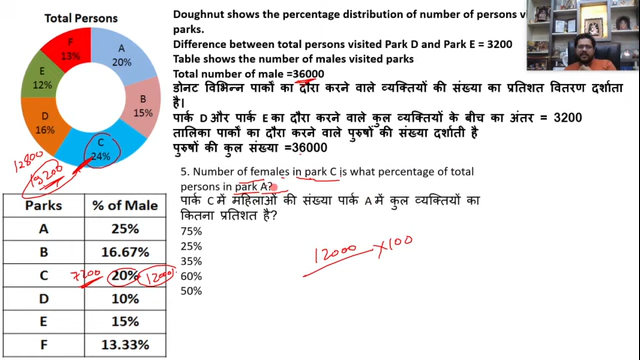 Total Persons
Doughnut shows the percentage distribution of number of persons
parks.
Difference between total persons visited Park D and Park E = 3200
Table shows the number of males visited parks
Total number of male =36000
डोनट विभिन्न पार्कों का दौरा करने वाले व्यक्तियों की संख्या का प्रतिशत वितरण दर्शाता
है।
पार्क D और पार्क E का दौरा करने वाले कुल व्यक्तियों के बीच का अंतर = 3200
तालिका पार्कों का दौरा करने वाले पुरुषों की संख्या दर्शाती है
पुरुषों की कुल संख्या =36000
F
13%
A
20%
E
12%
B
15%
D
16%
C
24%
12800
19200
5. Number of females in park C is what percentage of total
persons in park A?
पार्क C में महिलाओं की संख्या पार्क A में कुल व्यक्तियों का
कितना प्रतिशत है?
75%
25%
35%
60%
50%
12000 ×100
Parks % of Male
A 25%
B 16.67%
7200 C 20% 12000
D 10%
E 15%
F 13.33%